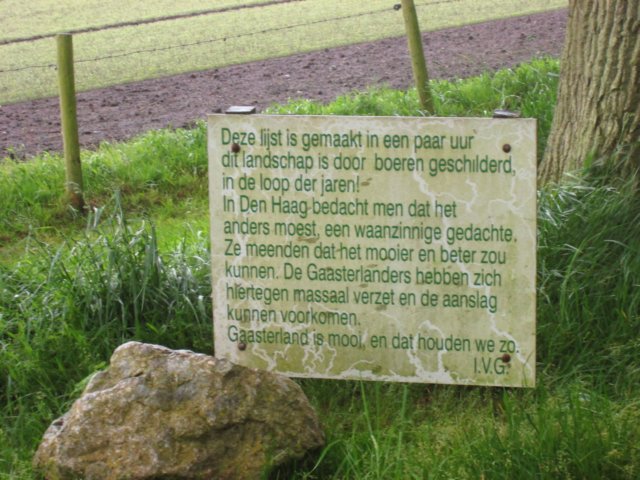 Deze lijst is gemaakt in een paar uur
dit landschap is door boeren geschilderd,
in de loop der jaren!
In Den Haag bedacht men dat het
anders moest, een waanzinnige gedachte.
Ze meenden dat het mooier en beter zou
kunnen. De Gaasterlanders hebben zich
hiertegen massaal verzet en de aanslag
kunnen voorkomen.
Gaasterland is mooi, en dat houden we zo.
I.V.G.